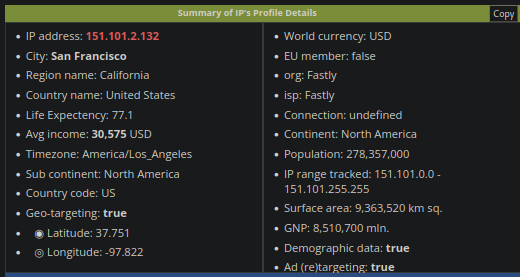 Summary of IP's Profile Details
Copy
IP address: 151.101.2.132
City: San Francisco
Region name: California
Country name: United States
Life Expectency: 77.1
Avg income: 30,575 USD
Timezone: America/Los_Angeles
Sub continent: North America
Country code: US
Geo-targeting: true
Latitude: 37.751
Longitude: -97.822
World currency: USD
EU member: false
org: Fastly
isp: Fastly
Connection: undefined
Continent: North America
Population: 278,357,000
IP range tracked: 151.101.0.0 -
151.101.255.255
Surface area: 9,363,520 km sq.
GNP: 8,510,700 mln.
Demographic data: true
Ad (re)targeting: true